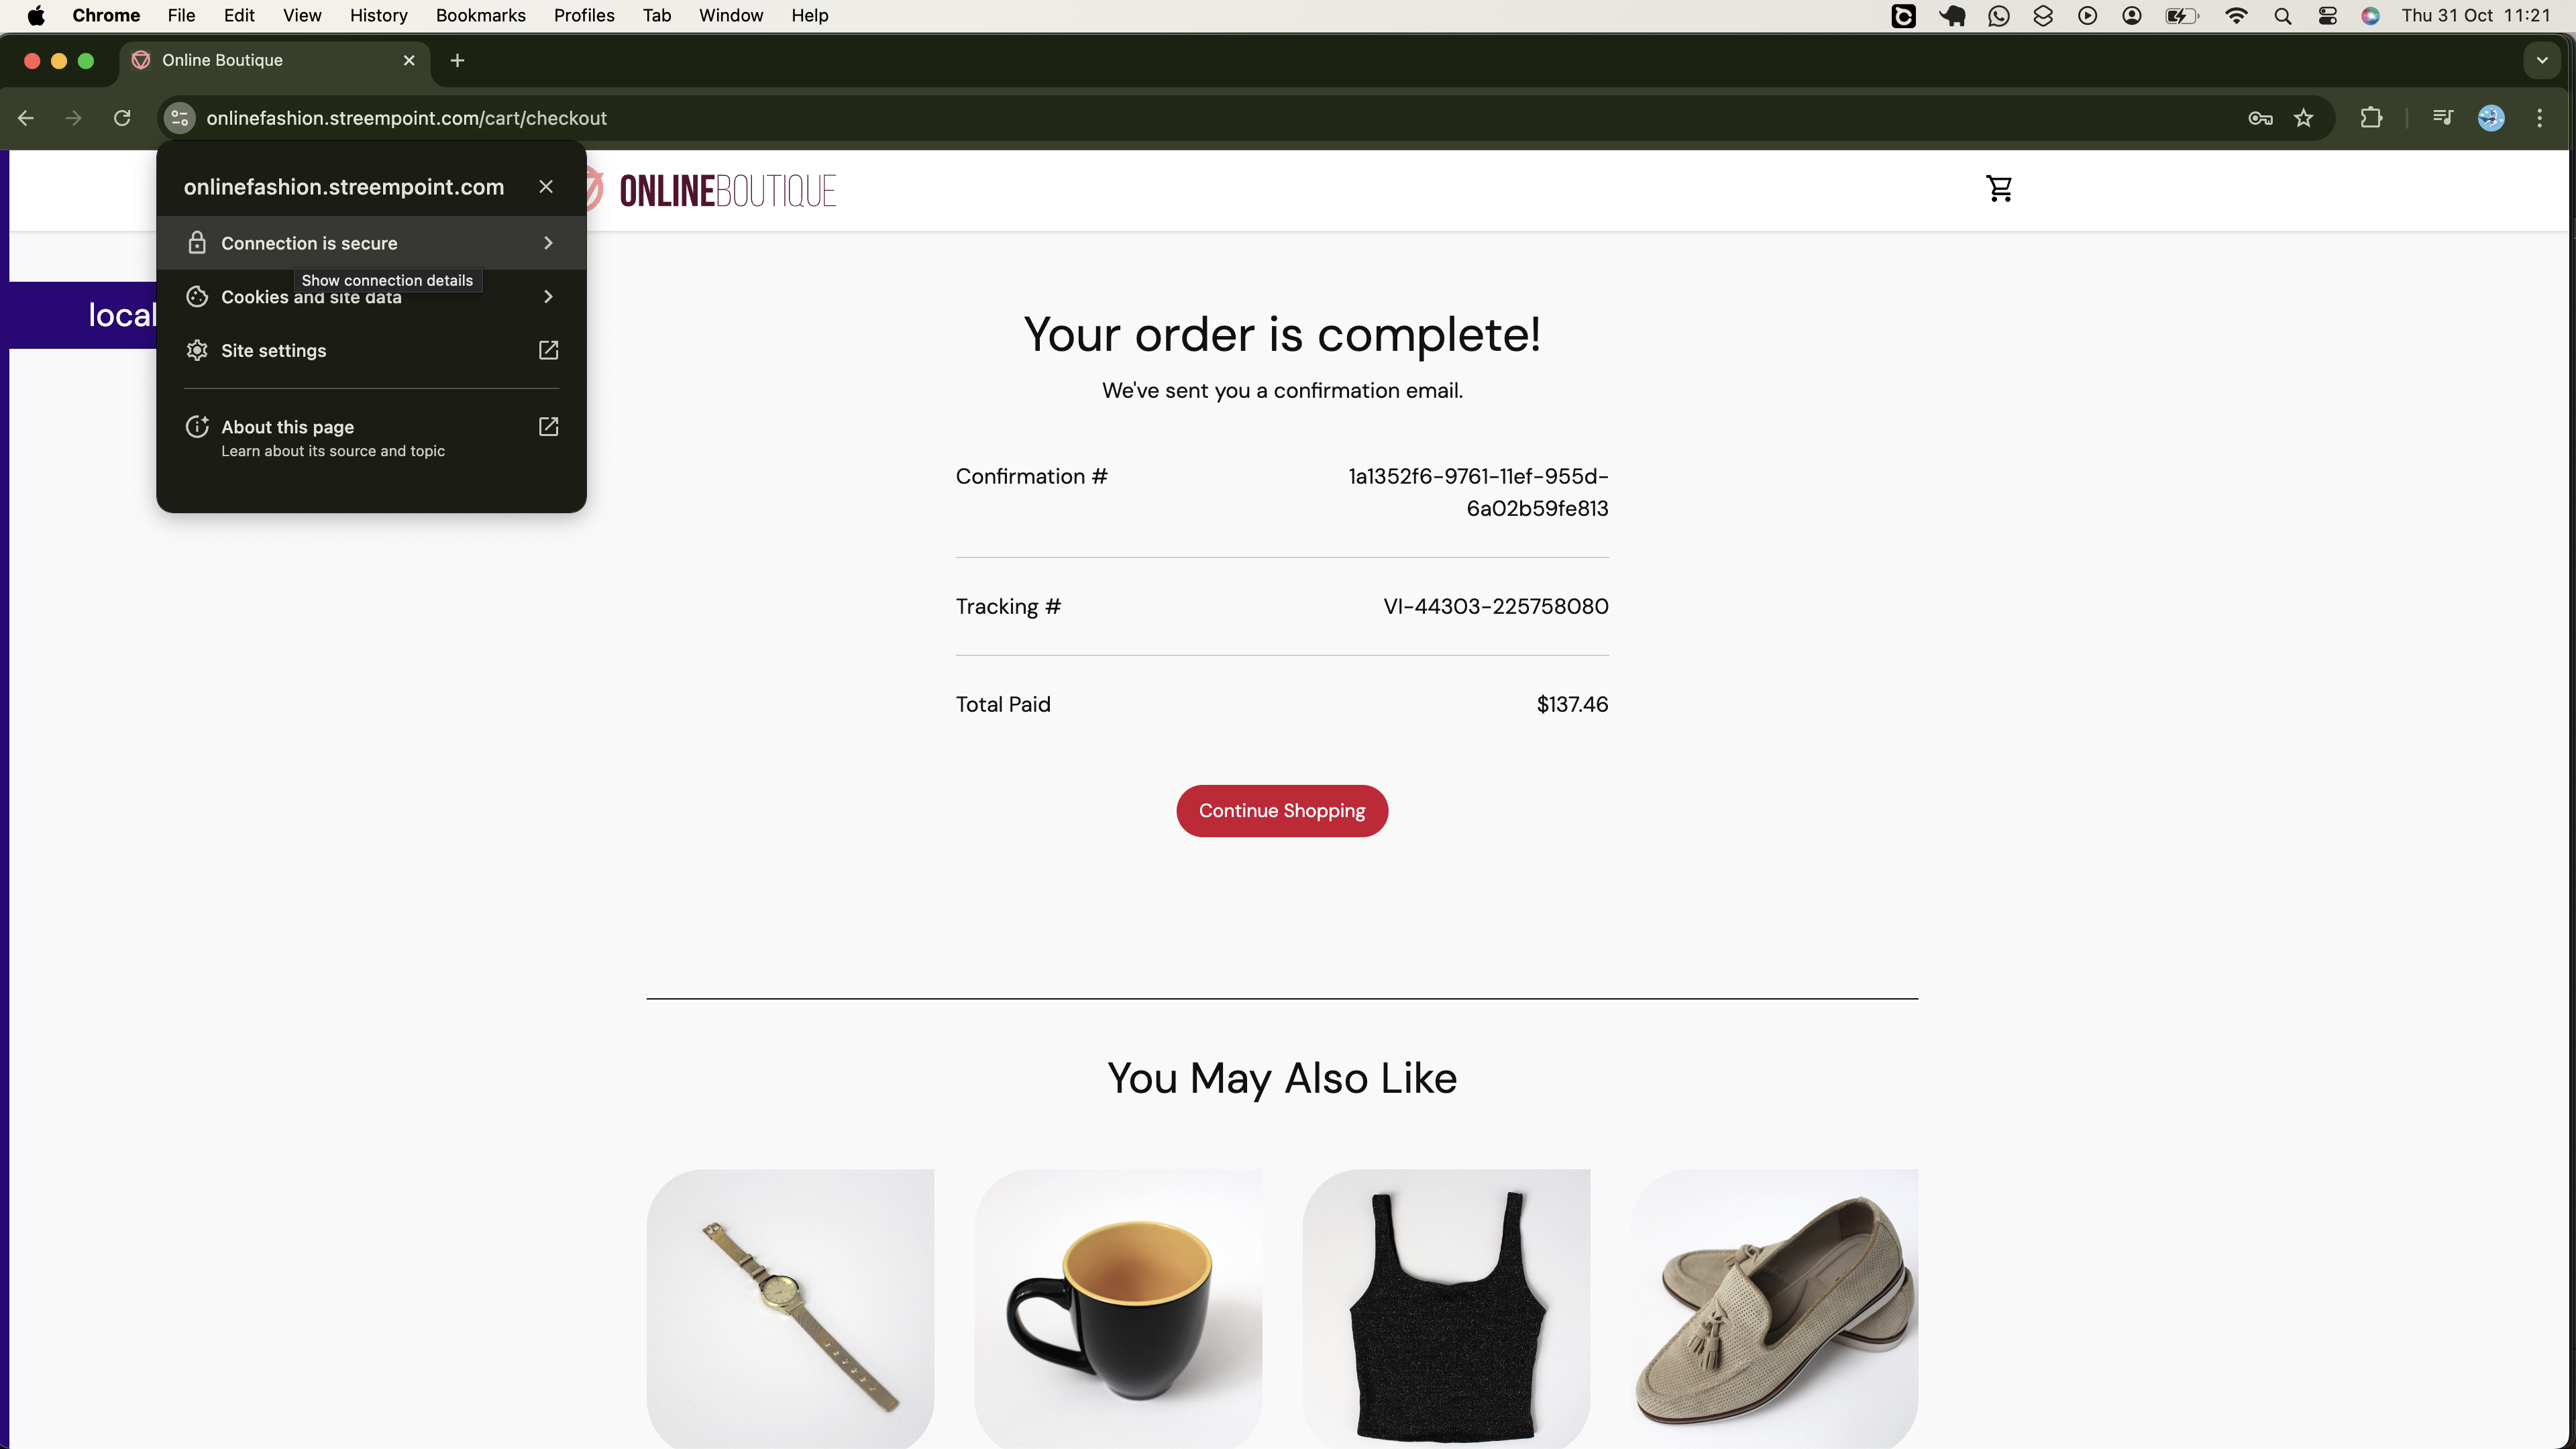 Chrome File Edit View History Bookmarks Profiles Tab Window Help Thu 31 Oct 11:21
Online Boutique
onlinefashion.streempoint.com/cart/checkout
onlinefashion.streempoint.com
Connection is secure
Show connection details
Cookies and site data
Site settings
About this page
Learn about its source and topic
local
ONLINEBOUTIQUE
Your order is complete!
We've sent you a confirmation email.
Confirmation # 1a1352f6-9761-11ef-955d-
6a02b59fe813
Tracking # VI-44303-225758080
Total Paid $137.46
Continue Shopping
You May Also Like